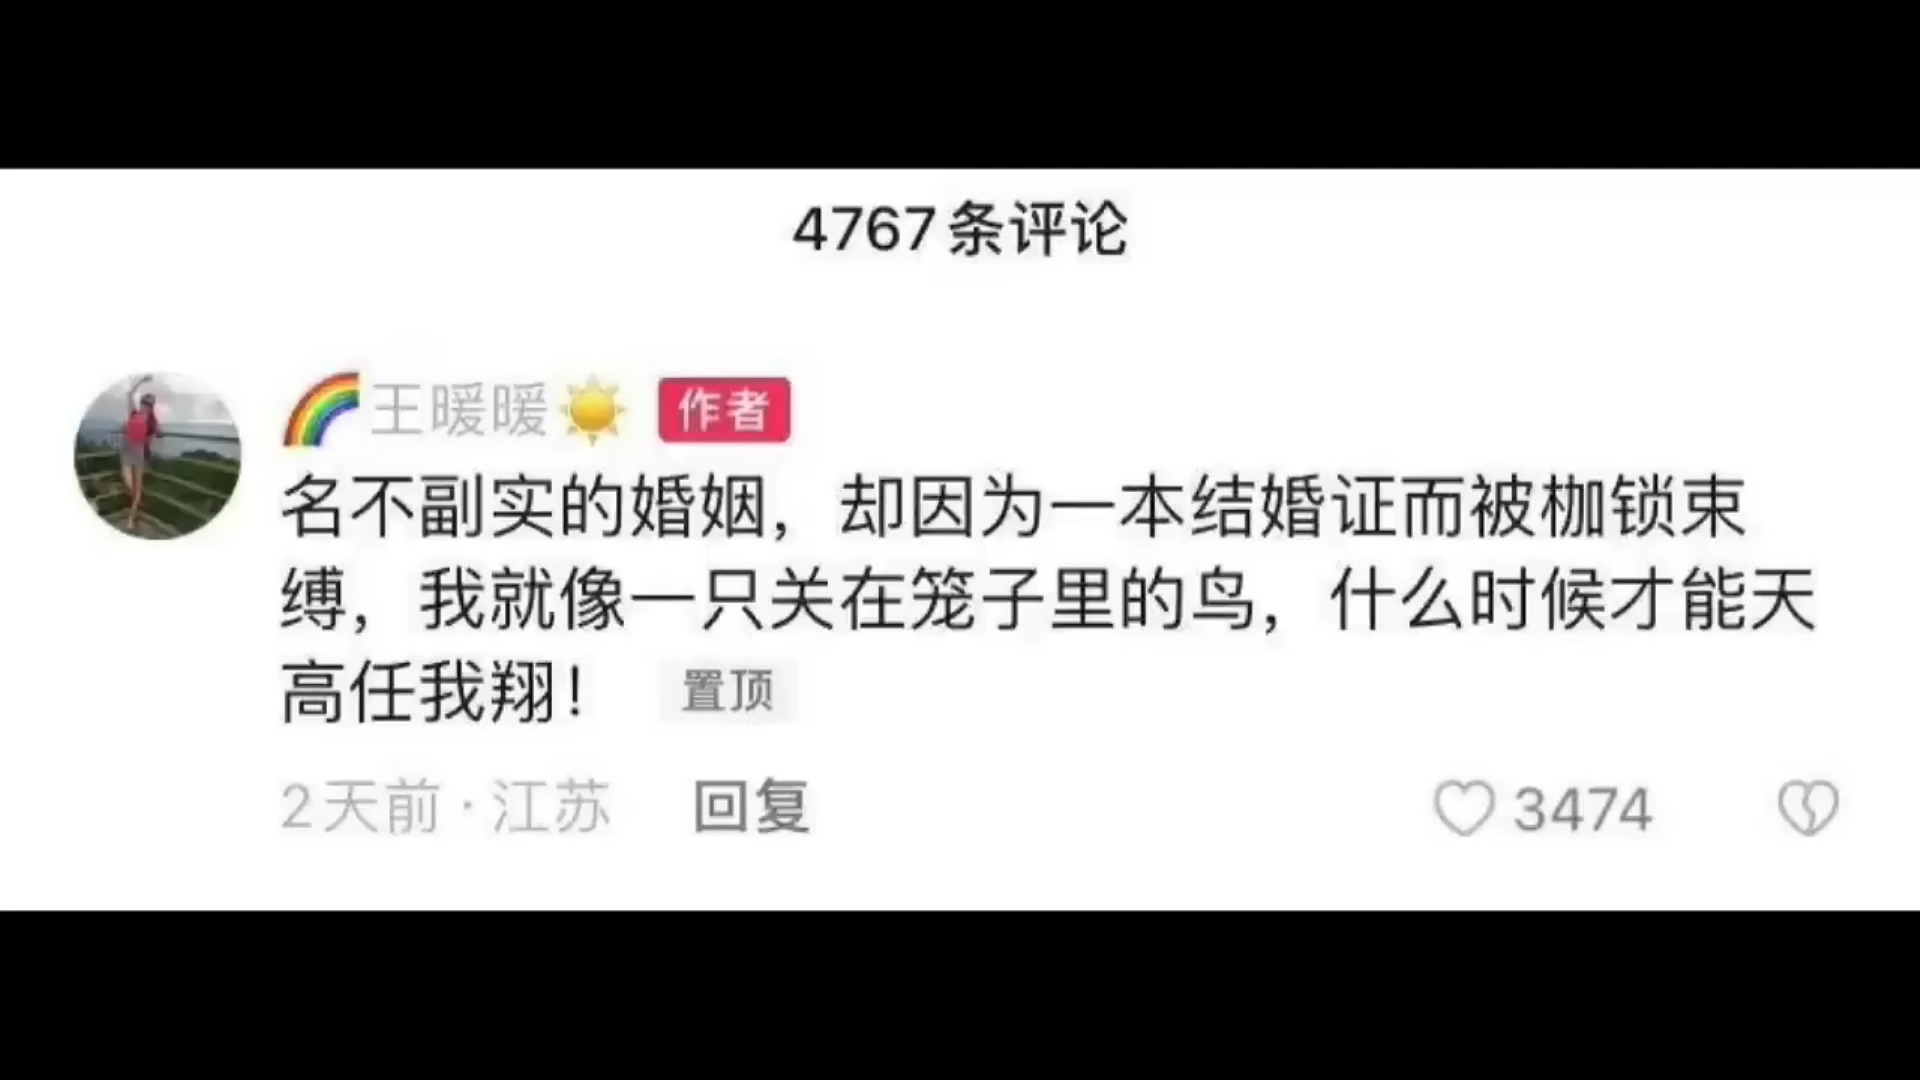 4767条评论
🌈王暖暖☀️ 作者
名不副实的婚姻，却因为一本结婚证而被枷锁束
缚，我就像一只关在笼子里的鸟，什么时候才能天
高任我翔！ 置顶
2天前·江苏 回复 3474